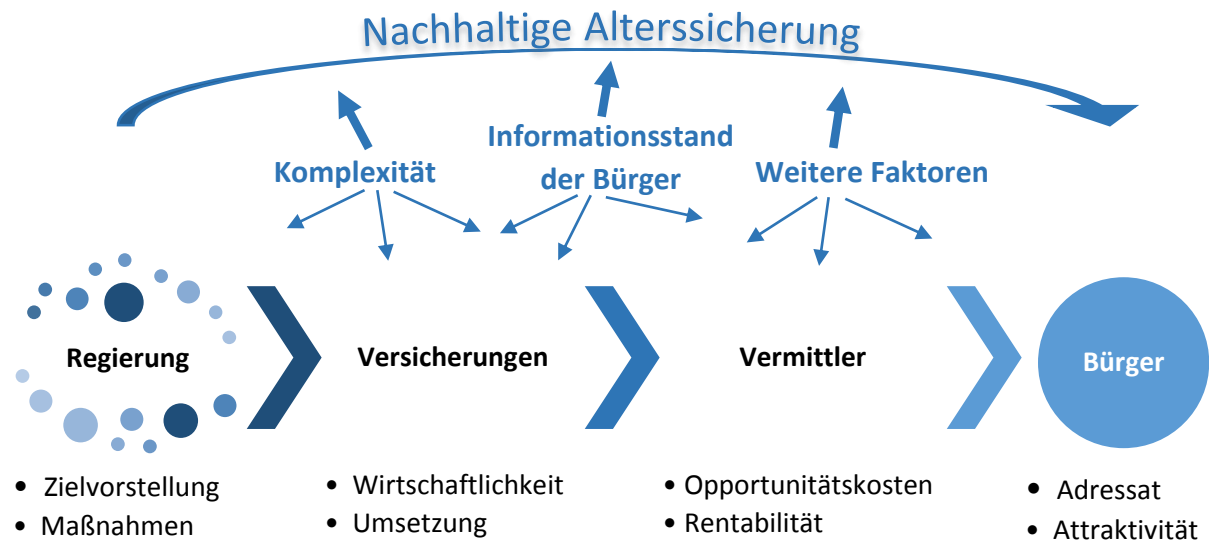 Nachhaltige Alterssicherung
Komplexität
Informationsstand
der Bürger
Weitere Faktoren
Regierung
Versicherungen
Vermittler
Bürger
• Zielvorstellung
• Maßnahmen
• Wirtschaftlichkeit
• Umsetzung
• Opportunitätskosten
• Rentabilität
• Adressat
• Attraktivität